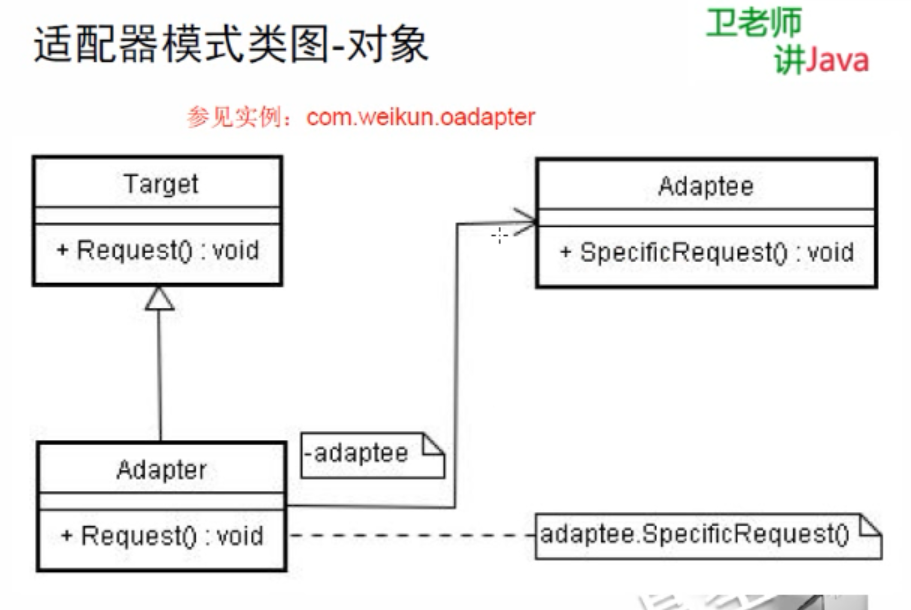 适配器模式类图-对象
卫老师
讲Java
参见实例：com.weikun.oadapter
Target
+ Request() : void
Adaptee
+ SpecificRequest() : void
-adaptee
Adapter
+ Request() : void
adaptee.SpecificRequest()